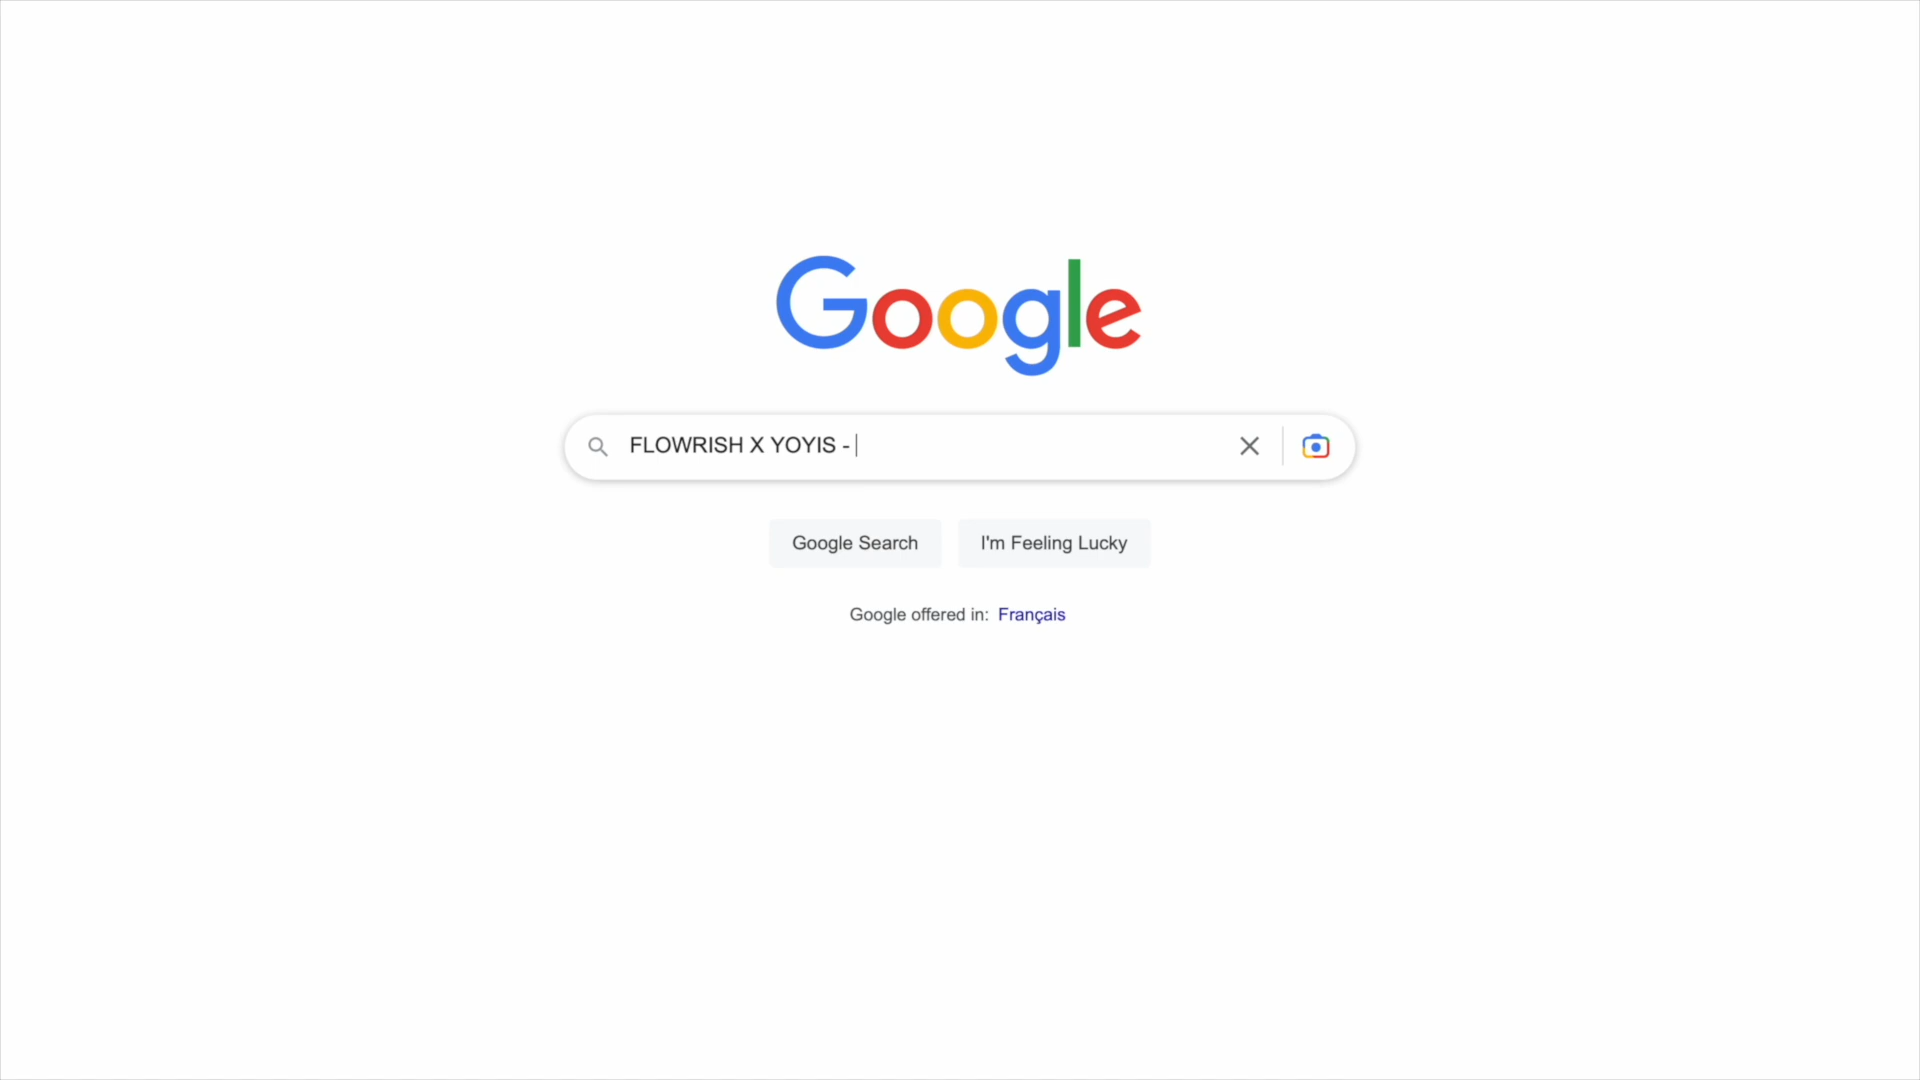 Google
FLOWRISH X YOYIS -
Google Search
I'm Feeling Lucky
Google offered in: Français